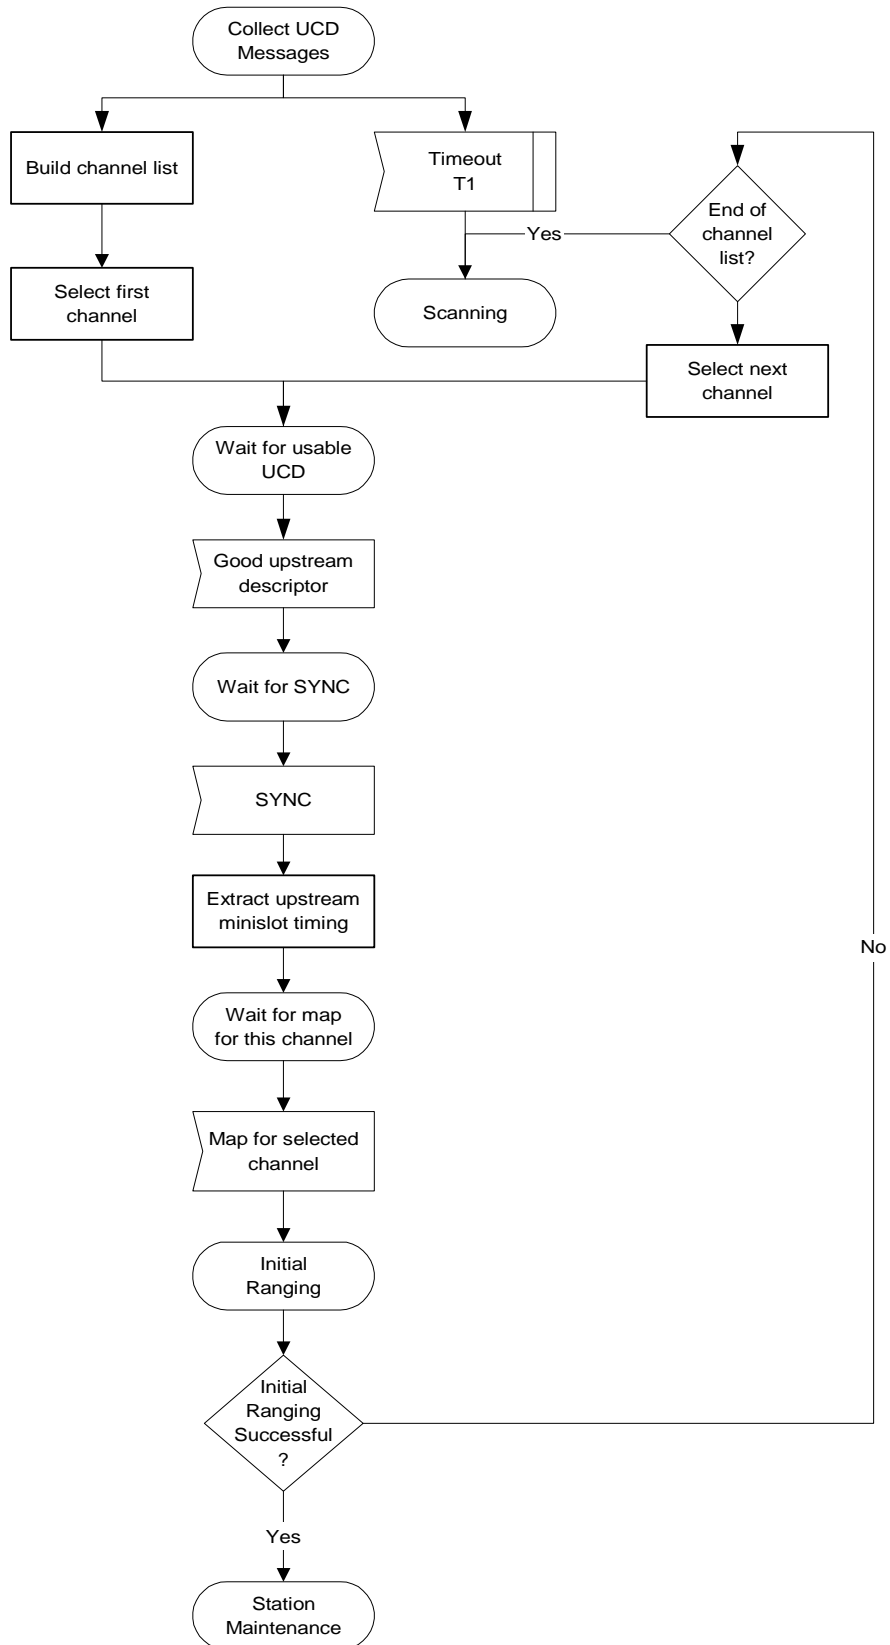 Collect UCD
Messages
Build channel list
Timeout
T1
End of
channel
list?
Yes
Select first
channel
Scanning
Select next
channel
Wait for usable
UCD
Good upstream
descriptor
Wait for SYNC
SYNC
Extract upstream
minislot timing
No
Wait for map
for this channel
Map for selected
channel
Initial
Ranging
Initial
Ranging
Successful
?
Yes
Station
Maintenance